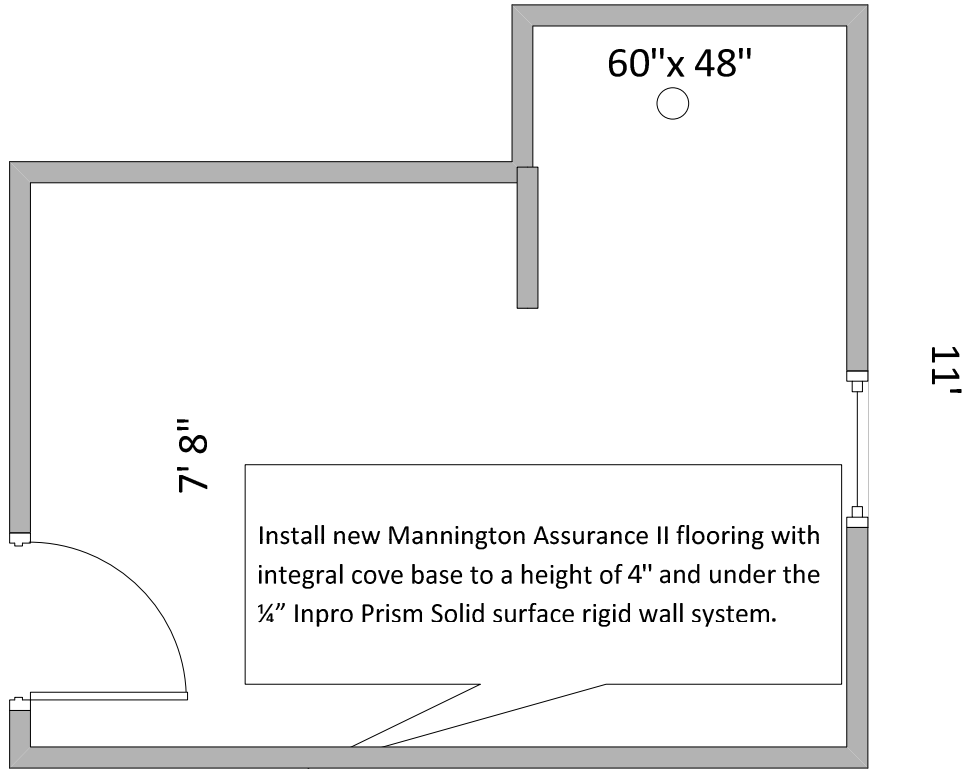 60"x 48"
11'
7' 8"
Install new Mannington Assurance II flooring with
integral cove base to a height of 4" and under the
¼” Inpro Prism Solid surface rigid wall system.